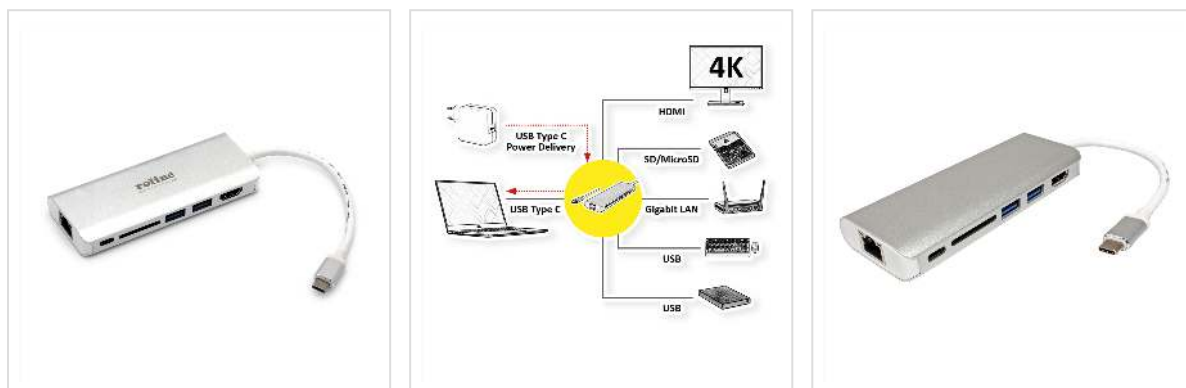 roline
4K
HDMI
USB Type C
Power Delivery
SD/MicroSD
USB Type C
Gigabit LAN
USB
USB